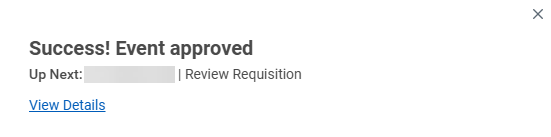 Success! Event approved
Up Next: | Review Requisition
View Details